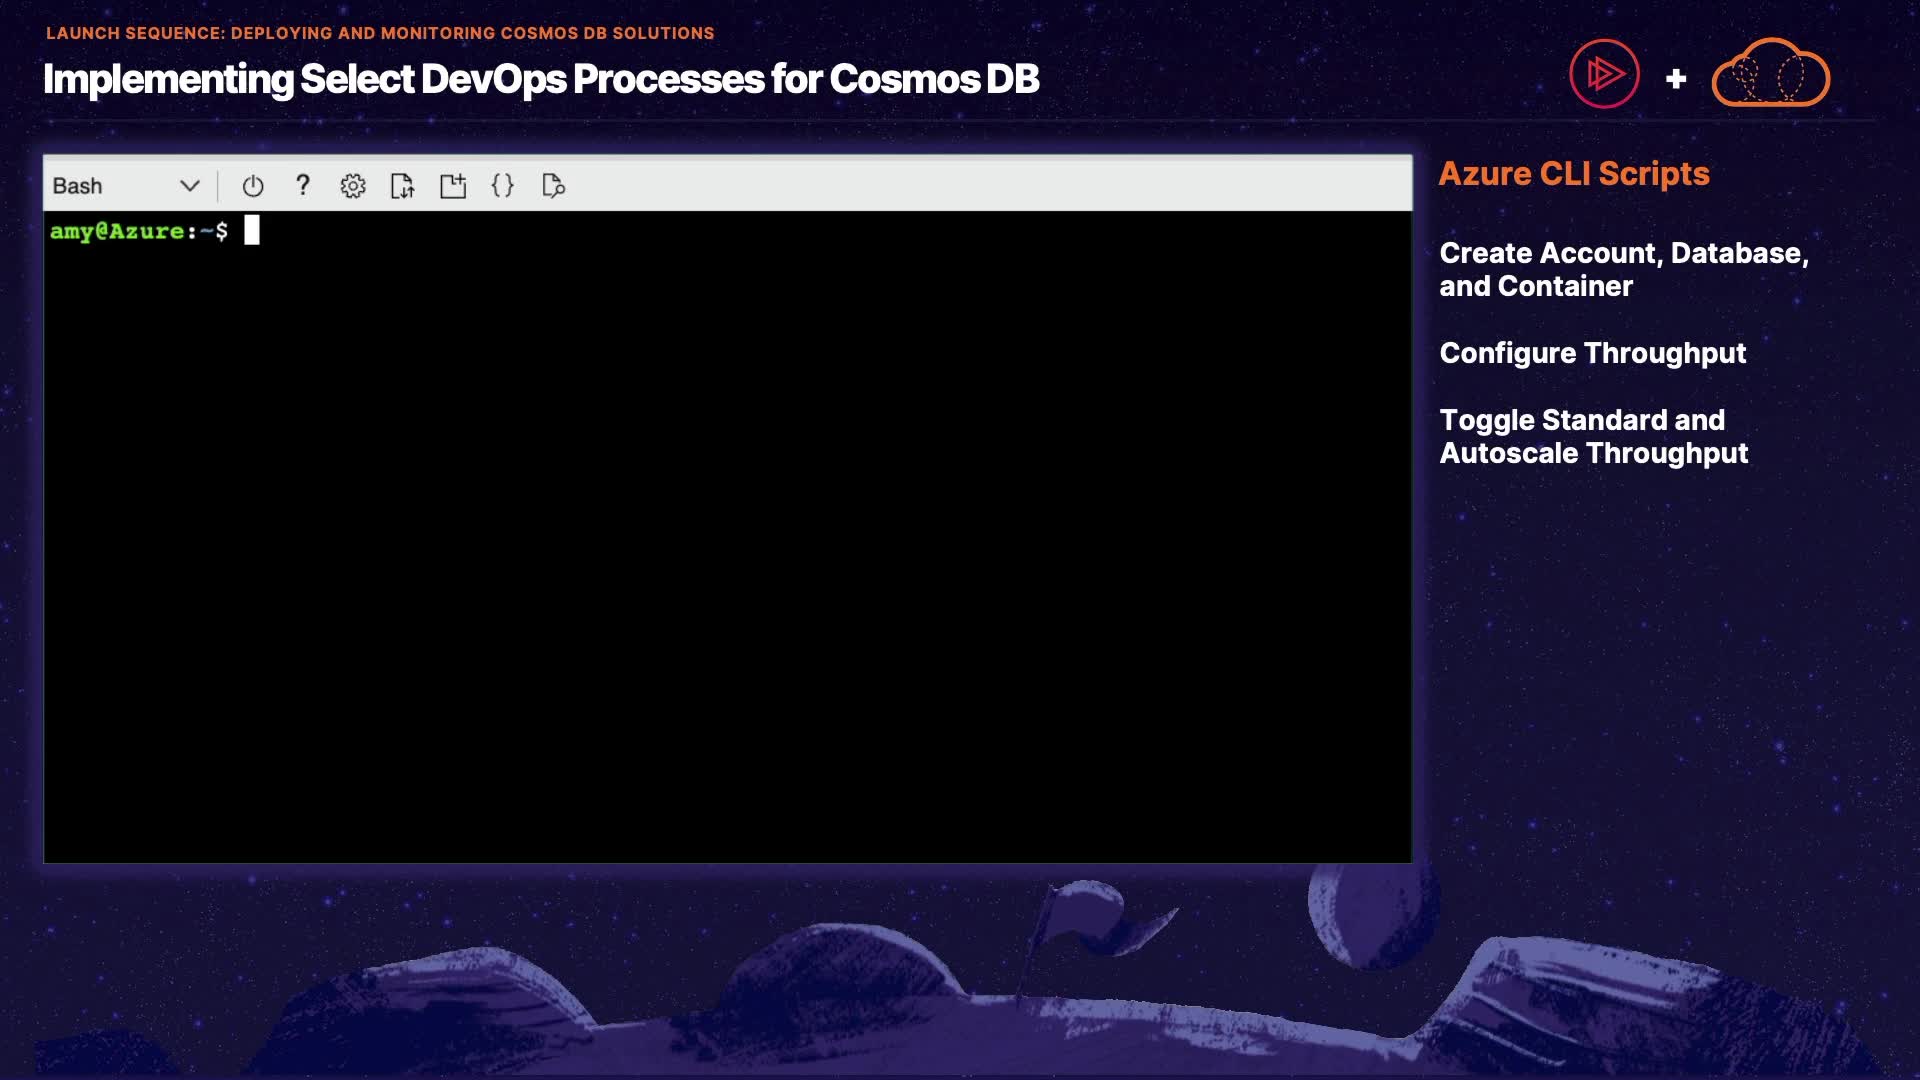 LAUNCH SEQUENCE: DEPLOYING AND MONITORING COSMOS DB SOLUTIONS
Implementing Select DevOps Processes for Cosmos DB
+
Bash
?
{}
amy@Azure:~$
Azure CLI Scripts
Create Account, Database,
and Container
Configure Throughput
Toggle Standard and
Autoscale Throughput